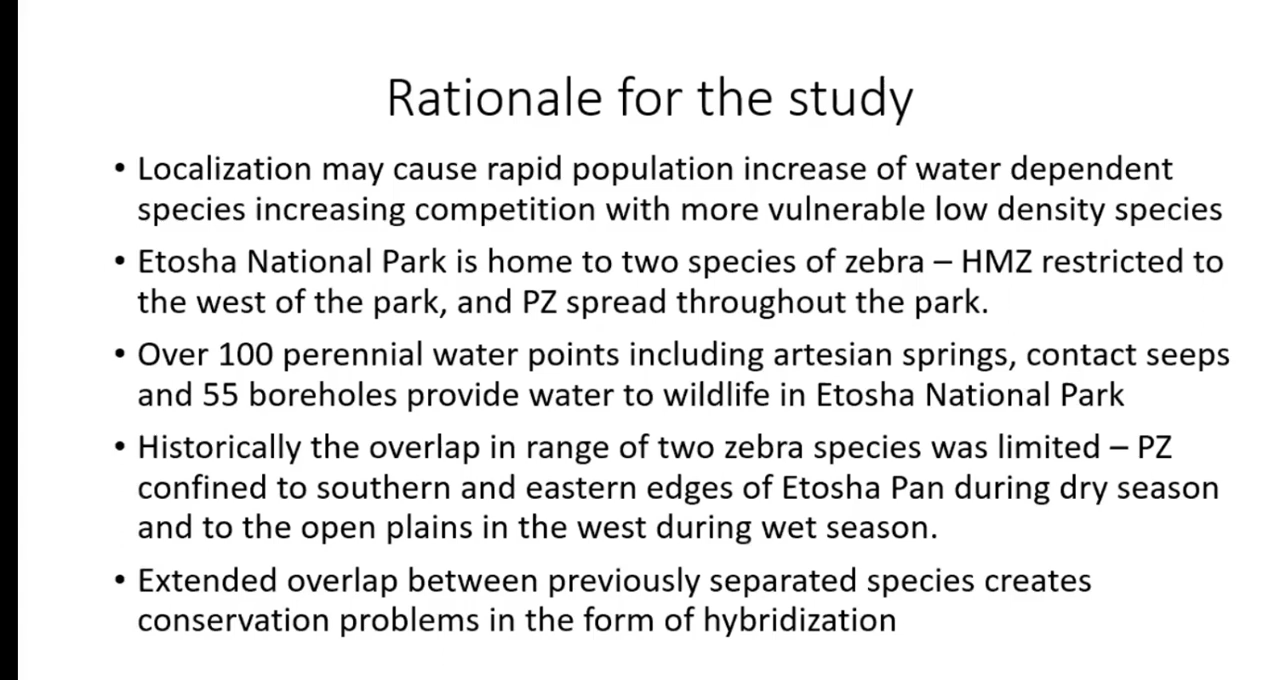 Rationale for the study
• Localization may cause rapid population increase of water dependent
species increasing competition with more vulnerable low density species
• Etosha National Park is home to two species of zebra – HMZ restricted to
the west of the park, and PZ spread throughout the park.
• Over 100 perennial water points including artesian springs, contact seeps
and 55 boreholes provide water to wildlife in Etosha National Park
• Historically the overlap in range of two zebra species was limited – PZ
confined to southern and eastern edges of Etosha Pan during dry season
and to the open plains in the west during wet season.
• Extended overlap between previously separated species creates
conservation problems in the form of hybridization